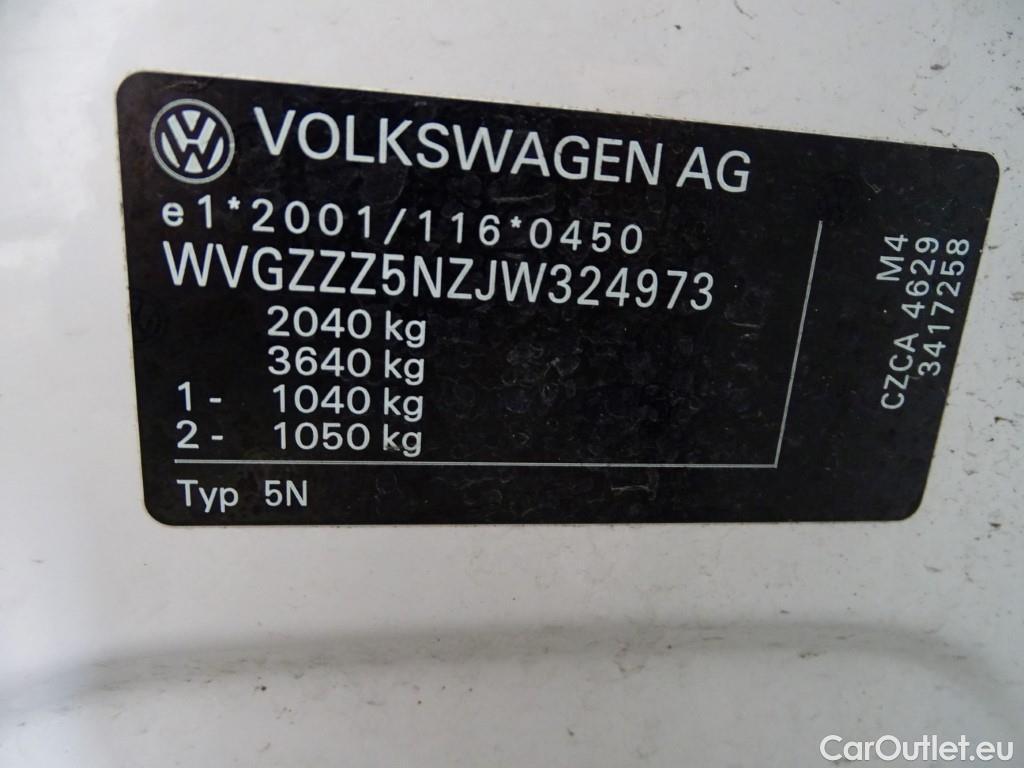 VOLKSWAGEN AG
e1*2001/116*0450
WVGZZZ5NZJW324973
2040 kg
3640 kg
1- 1040 kg
2- 1050 kg
Typ 5N
M4
CZCA 4629
3417258
CarOutlet.eu